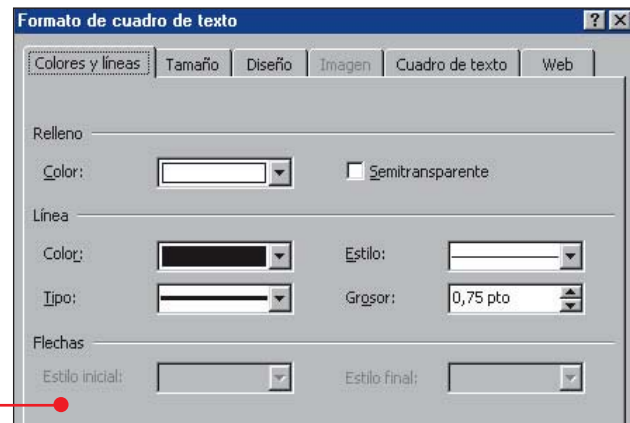 Formato de cuadro de texto
Colores y líneas Tamaño Diseño Imagen Cuadro de texto Web
Relleno
Color: Semitransparente
Línea
Color: Estilo:
Tipo: Grosor: 0,75 pto
Flechas
Estilo inicial: Estilo final: